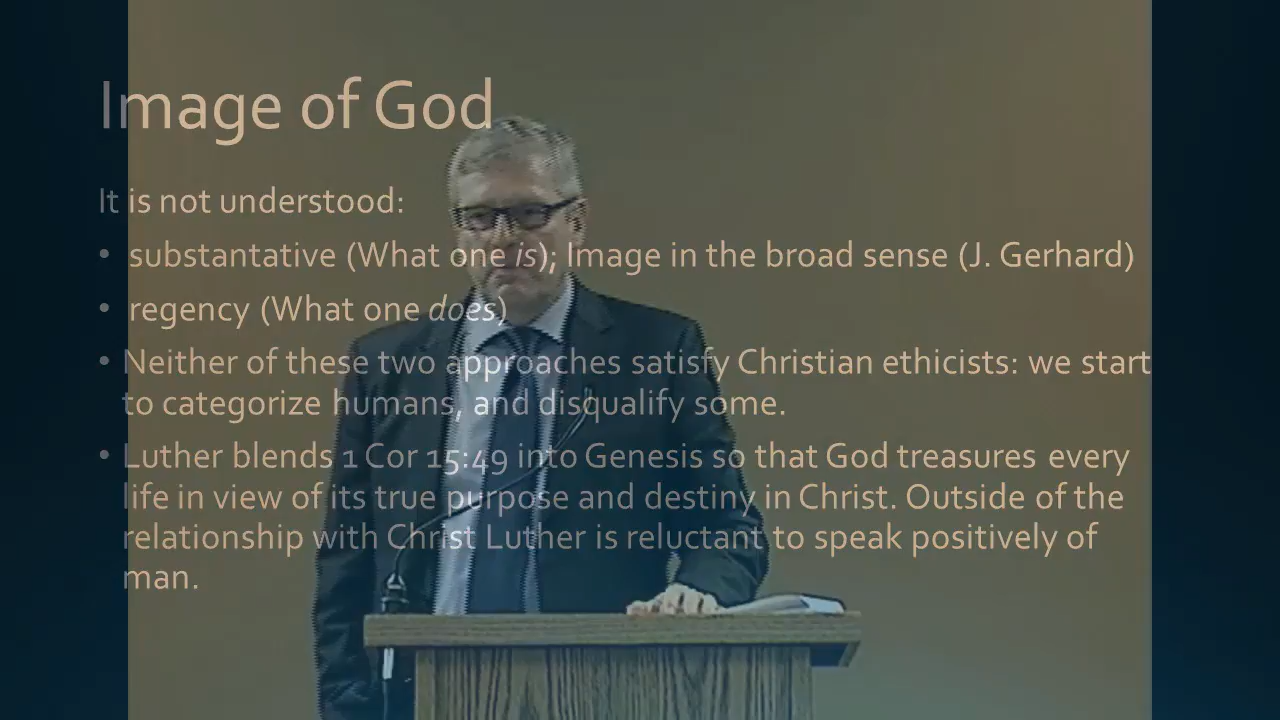 Image of God
It is not understood:
• substantative (What one is); Image in the broad sense (J. Gerhard)
• regency (What one does)
• Neither of these two approaches satisfy Christian ethicists: we start
to categorize humans, and disqualify some.
• Luther blends 1 Cor 15:49 into Genesis so that God treasures every
life in view of its true purpose and destiny in Christ. Outside of the
relationship with Christ Luther is reluctant to speak positively of
man.